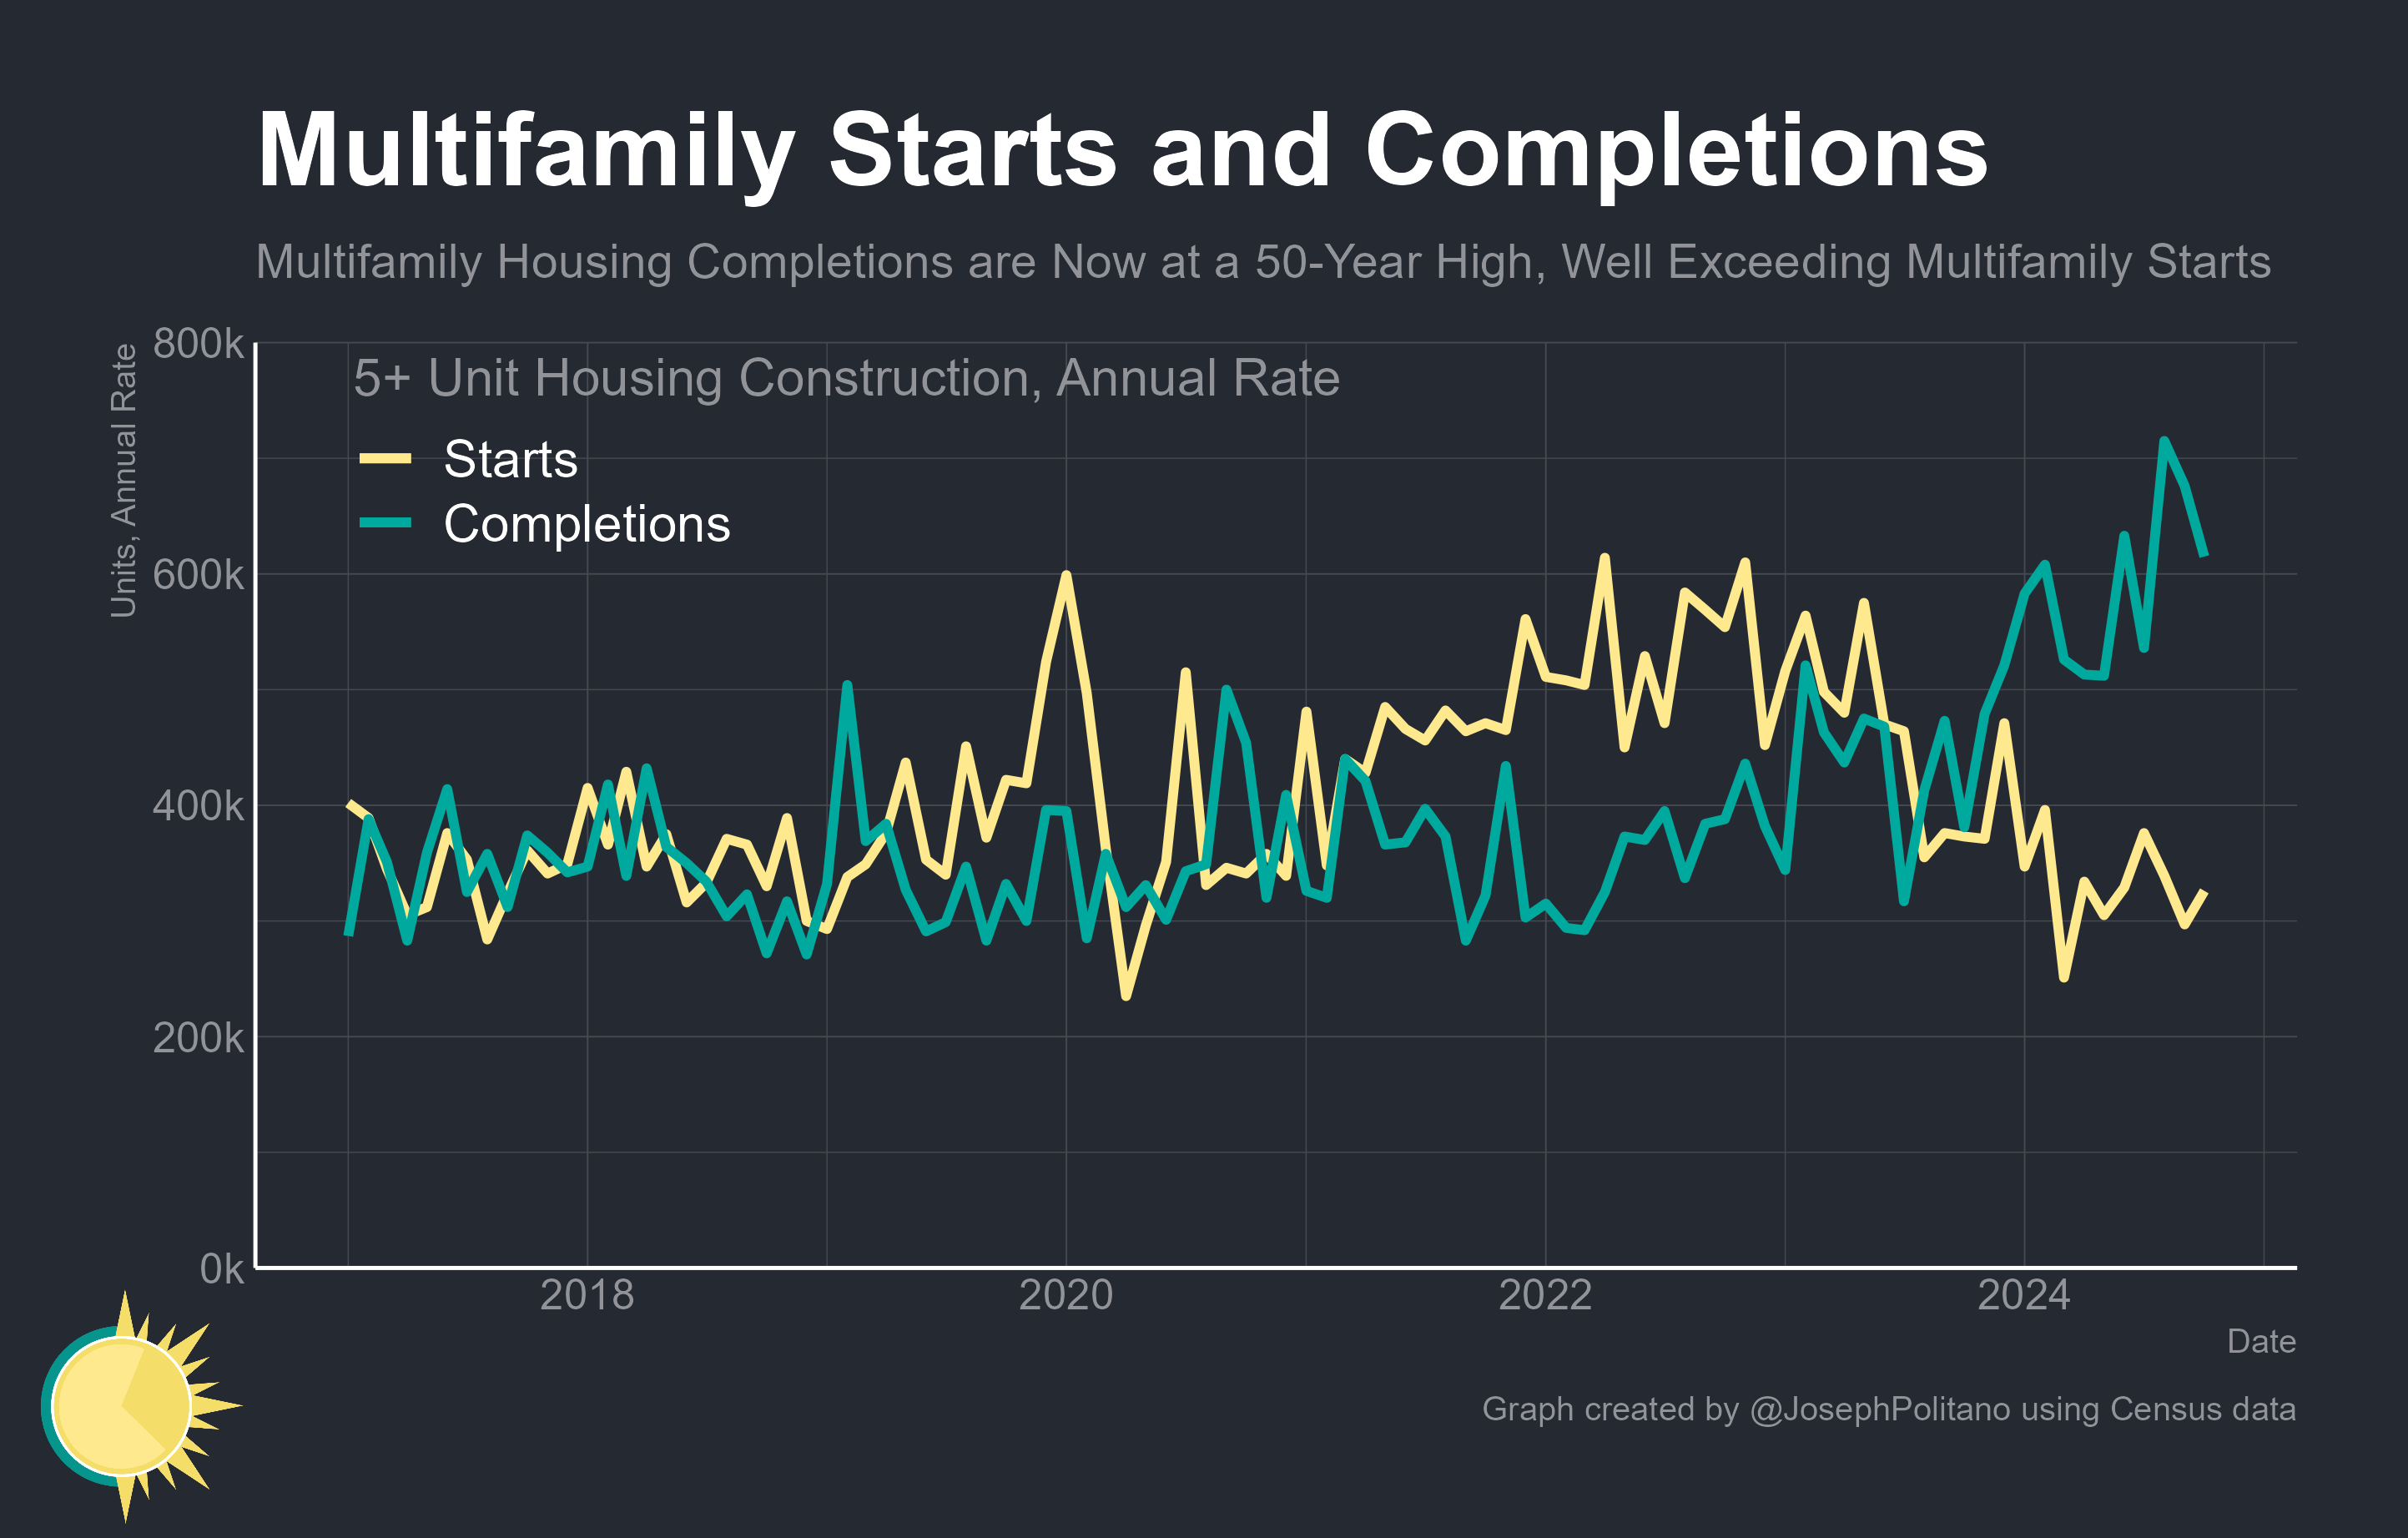 Multifamily Starts and Completions
Multifamily Housing Completions are Now at a 50-Year High, Well Exceeding Multifamily Starts
Units, Annual Rate
800k
600k
400k
200k
0k
5+ Unit Housing Construction, Annual Rate
Starts
Completions
2018 2020 2022 2024
Date
Graph created by @JosephPolitano using Census data